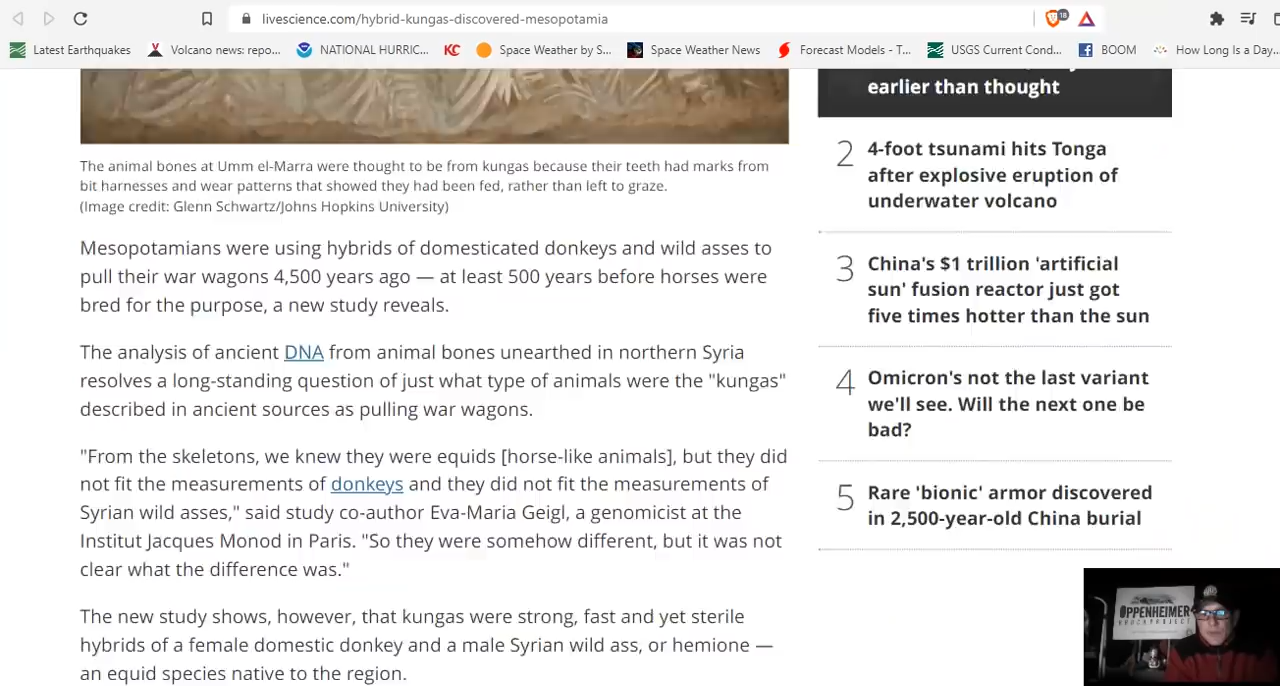 livescience.com/hybrid-kungas-discovered-mesopotamia
18
Latest Earthquakes
Volcano news: repo...
NATIONAL HURRIC...
KC
Space Weather by S...
Space Weather News
Forecast Models - T...
USGS Current Cond...
BOOM
How Long Is a Day...
The animal bones at Umm el-Marra were thought to be from kungas because their teeth had marks from
bit harnesses and wear patterns that showed they had been fed, rather than left to graze.
(Image credit: Glenn Schwartz/Johns Hopkins University)
Mesopotamians were using hybrids of domesticated donkeys and wild asses to
pull their war wagons 4,500 years ago — at least 500 years before horses were
bred for the purpose, a new study reveals.
The analysis of ancient DNA from animal bones unearthed in northern Syria
resolves a long-standing question of just what type of animals were the "kungas"
described in ancient sources as pulling war wagons.
"From the skeletons, we knew they were equids [horse-like animals], but they did
not fit the measurements of donkeys and they did not fit the measurements of
Syrian wild asses," said study co-author Eva-Maria Geigl, a genomicist at the
Institut Jacques Monod in Paris. "So they were somehow different, but it was not
clear what the difference was."
The new study shows, however, that kungas were strong, fast and yet sterile
hybrids of a female domestic donkey and a male Syrian wild ass, or hemione —
an equid species native to the region.
earlier than thought
2
4-foot tsunami hits Tonga
after explosive eruption of
underwater volcano
3
China's $1 trillion 'artificial
sun' fusion reactor just got
five times hotter than the sun
4
Omicron's not the last variant
we'll see. Will the next one be
bad?
5
Rare 'bionic' armor discovered
in 2,500-year-old China burial
OPPENHEIMER